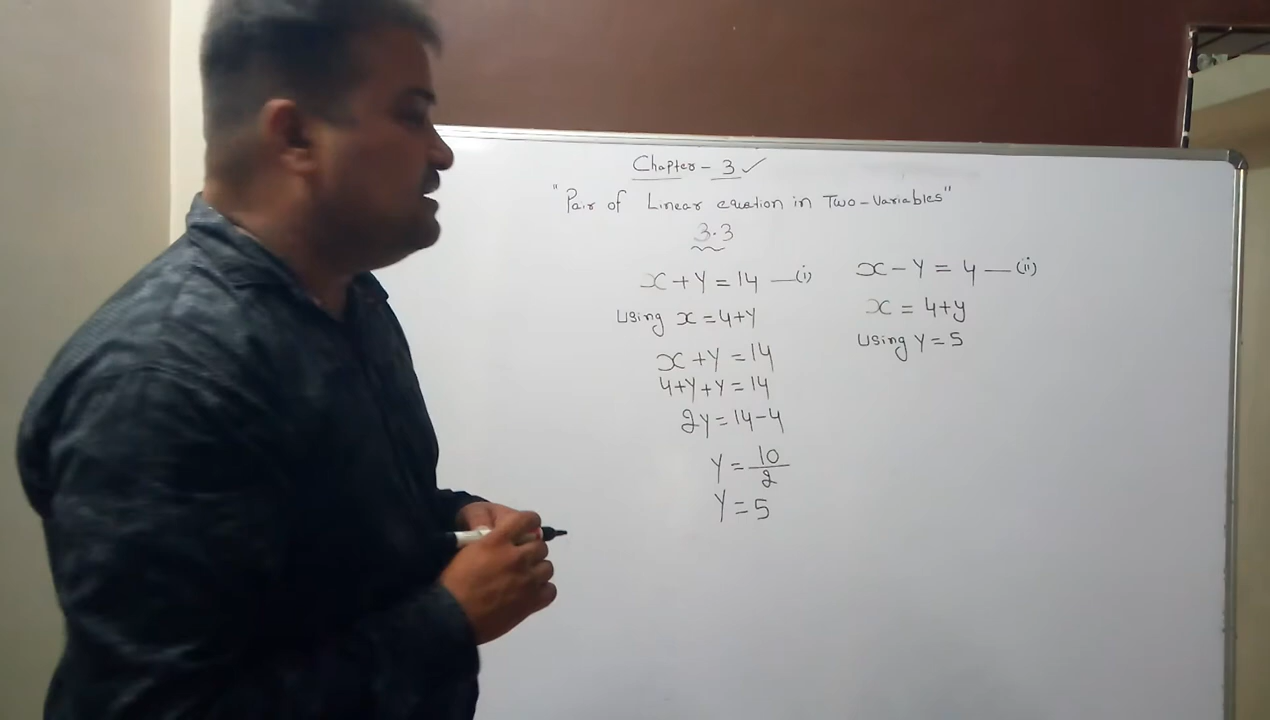 Chapter - 3 ✓
"Pair of Linear equation in Two-Variables"
3.3
x + y = 14 — (i)
using x = 4+y
x + y = 14
4+y+y = 14
2y = 14-4
y = 10/2
y = 5
x - y = 4 — (ii)
x = 4+y
using y = 5